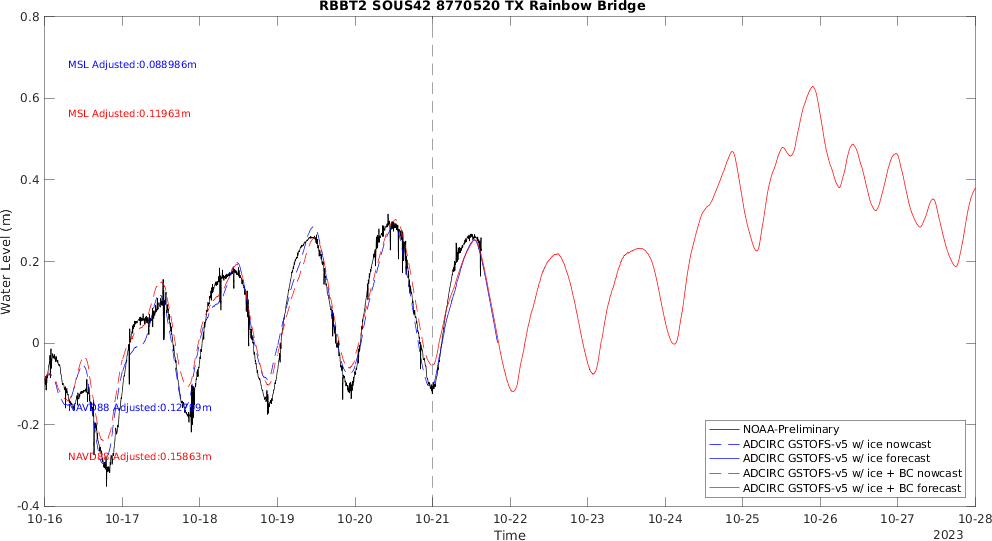 RBBT2 SOUS42 8770520 TX Rainbow Bridge
0.8
0.6
0.4
0.2
0
-0.2
-0.4
Water Level (m)
MSL Adjusted:0.088986m
MSL Adjusted:0.11963m
NAVD88 Adjusted:0.12799m
NAVD88 Adjusted:0.15863m
NOAA-Preliminary
ADCIRC GSTOFS-v5 w/ ice nowcast
ADCIRC GSTOFS-v5 w/ ice forecast
ADCIRC GSTOFS-v5 w/ ice + BC nowcast
ADCIRC GSTOFS-v5 w/ ice + BC forecast
10-16 10-17 10-18 10-19 10-20 10-21 10-22 10-23 10-24 10-25 10-26 10-27 10-28
Time
2023